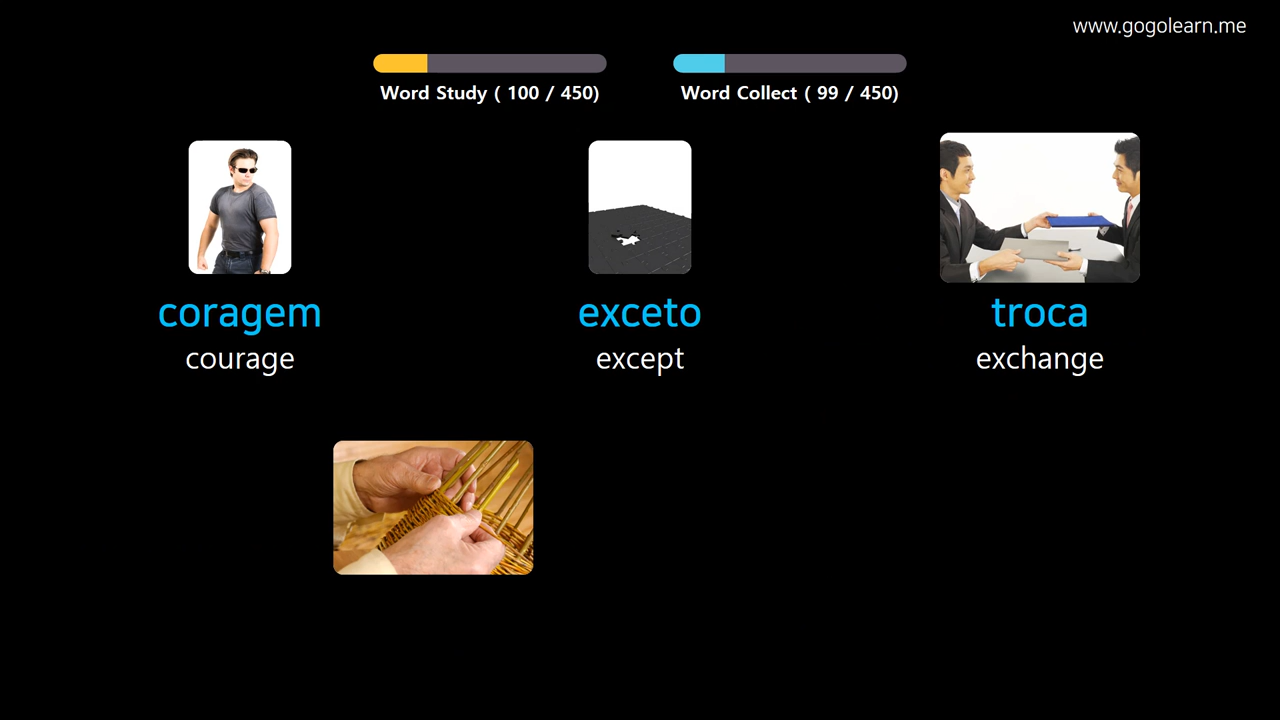 www.gogolearn.me
Word Study ( 100 / 450)
Word Collect ( 99 / 450)
coragem
courage
exceto
except
troca
exchange